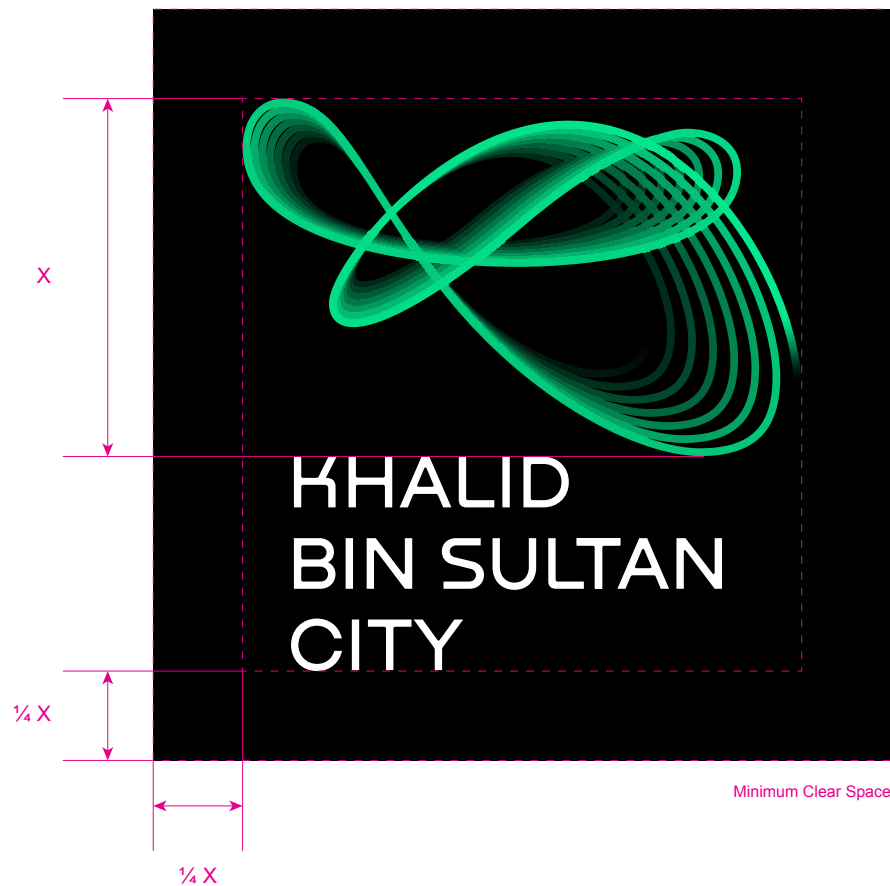 X
KHALID
BIN SULTAN
CITY
¼ X
Minimum Clear Space
¼ X